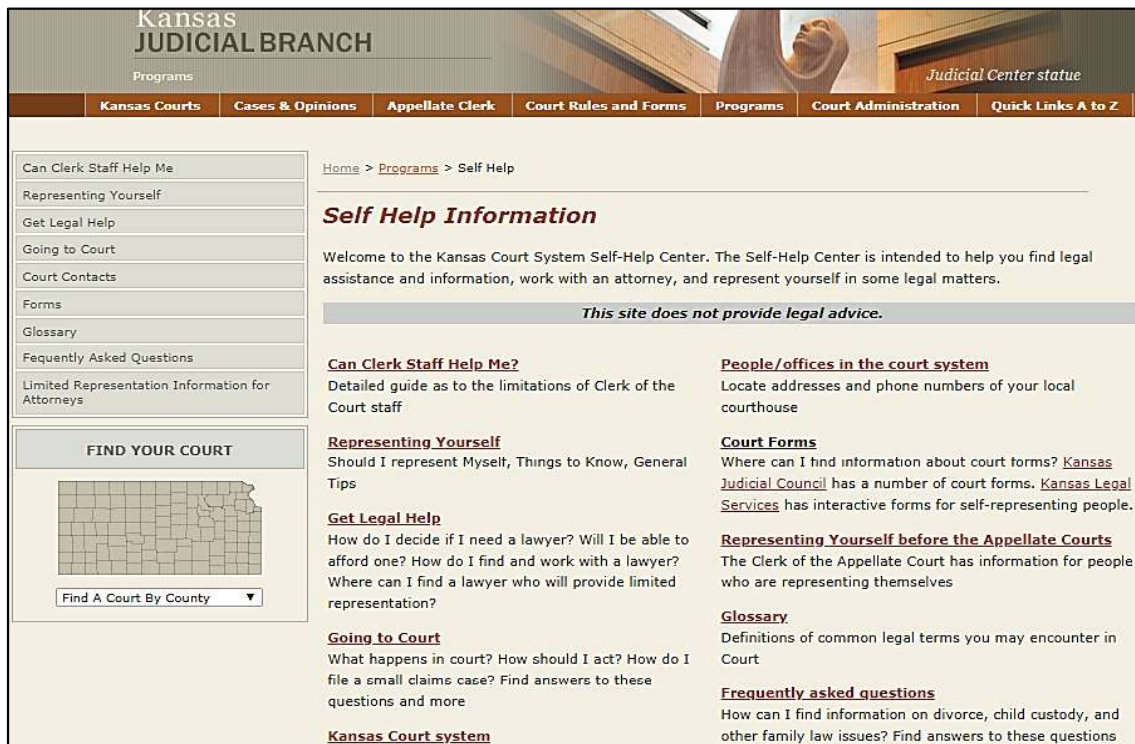 Kansas
JUDICIAL BRANCH
Programs
Judicial Center statue
Kansas Courts
Cases & Opinions
Appellate Clerk
Court Rules and Forms
Programs
Court Administration
Quick Links A to Z
Can Clerk Staff Help Me
Representing Yourself
Get Legal Help
Going to Court
Court Contacts
Forms
Glossary
Fequently Asked Questions
Limited Representation Information for
Attorneys
FIND YOUR COURT
Find A Court By County
Home > Programs > Self Help
Self Help Information
Welcome to the Kansas Court System Self-Help Center. The Self-Help Center is intended to help you find legal
assistance and information, work with an attorney, and represent yourself in some legal matters.
This site does not provide legal advice.
Can Clerk Staff Help Me?
Detailed guide as to the limitations of Clerk of the
Court staff
Representing Yourself
Should I represent Myself, Things to Know, General
Tips
Get Legal Help
How do I decide if I need a lawyer? Will I be able to
afford one? How do I find and work with a lawyer?
Where can I find a lawyer who will provide limited
representation?
Going to Court
What happens in court? How should I act? How do I
file a small claims case? Find answers to these
questions and more
Kansas Court system
People/offices in the court system
Locate addresses and phone numbers of your local
courthouse
Court Forms
Where can I find information about court forms? Kansas
Judicial Council has a number of court forms. Kansas Legal
Services has interactive forms for self-representing people.
Representing Yourself before the Appellate Courts
The Clerk of the Appellate Court has information for people
who are representing themselves
Glossary
Definitions of common legal terms you may encounter in
Court
Frequently asked questions
How can I find information on divorce, child custody, and
other family law issues? Find answers to these questions